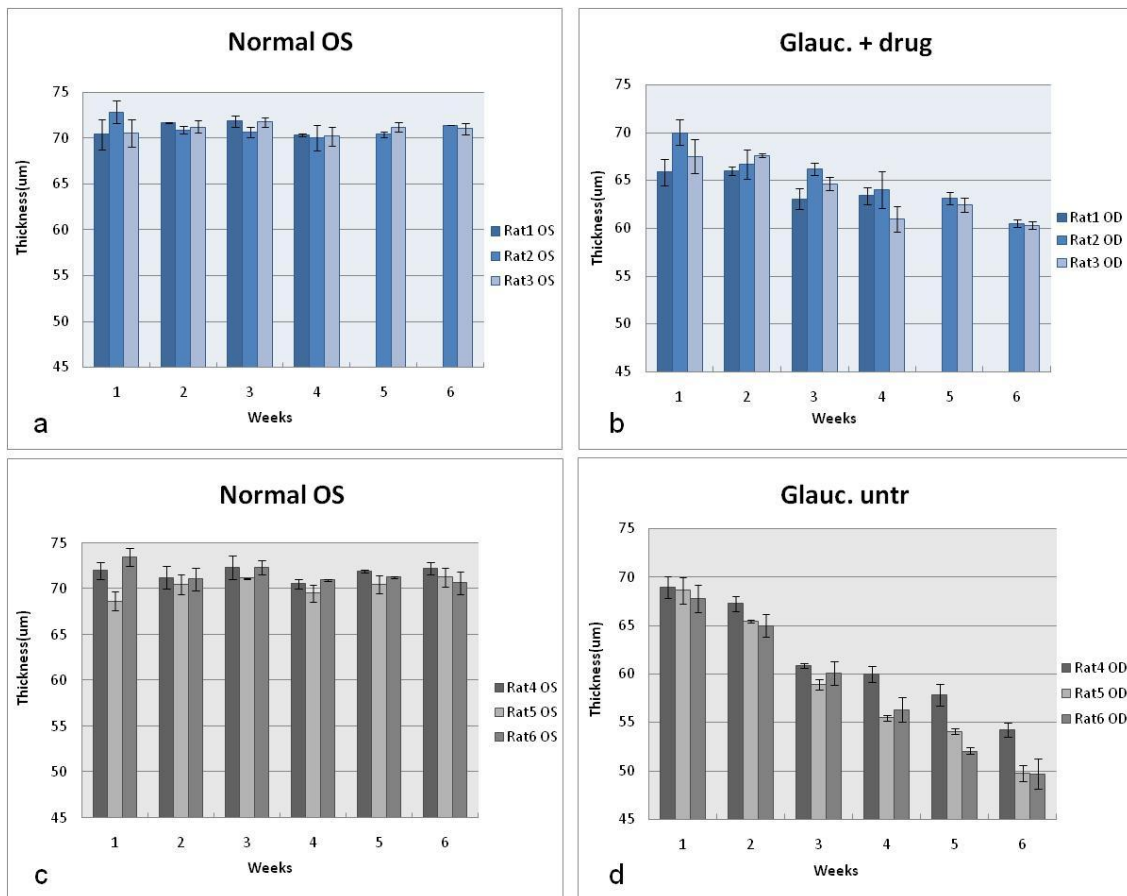 Normal OS
75
70
65
60
55
50
45
Thickness(um)
1 2 3 4 5 6
Weeks
Rat1 OS
Rat2 OS
Rat3 OS
a
Glauc. + drug
75
70
65
60
55
50
45
Thickness(um)
1 2 3 4 5 6
Weeks
Rat1 OD
Rat2 OD
Rat3 OD
b
Normal OS
75
70
65
60
55
50
45
Thickness(um)
1 2 3 4 5 6
Weeks
Rat4 OS
Rat5 OS
Rat6 OS
c
Glauc. untr
75
70
65
60
55
50
45
Thickness(um)
1 2 3 4 5 6
Weeks
Rat4 OD
Rat5 OD
Rat6 OD
d